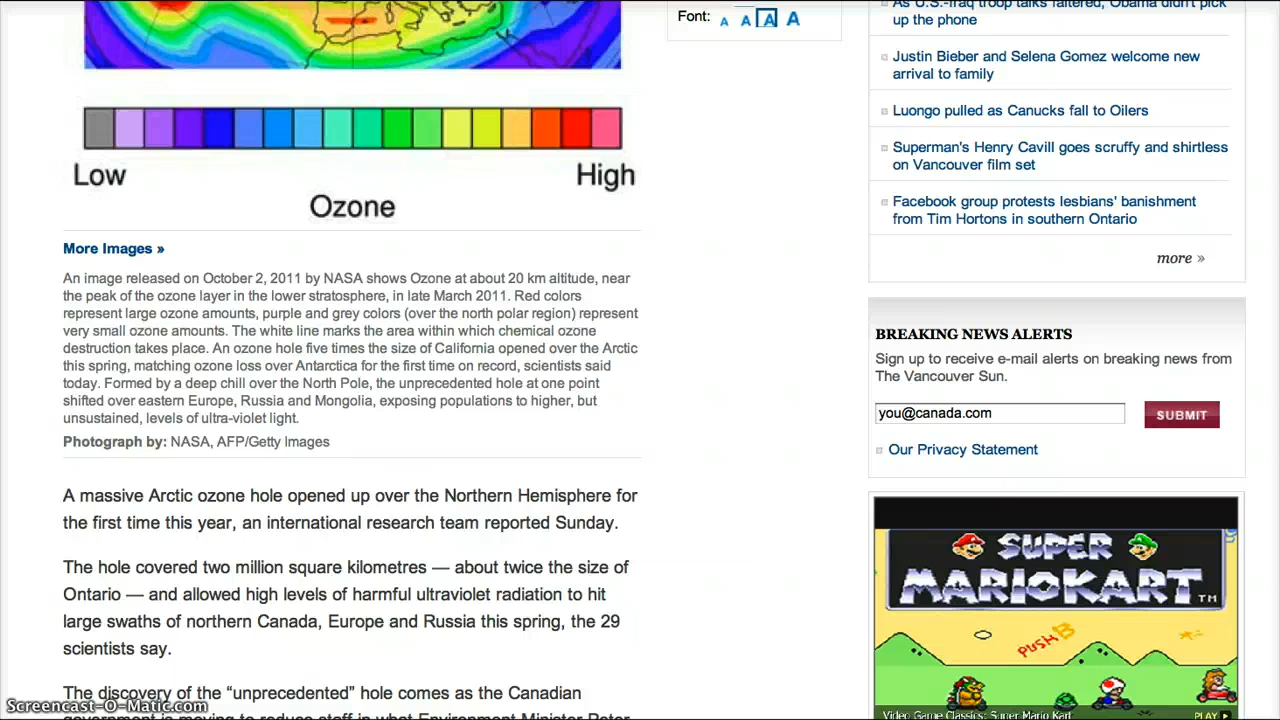 Font: A A A A
As U.S.-Iraq troop talks faltered, Obama didn't pick
up the phone
Justin Bieber and Selena Gomez welcome new
arrival to family
Luongo pulled as Canucks fall to Oilers
Superman's Henry Cavill goes scruffy and shirtless
on Vancouver film set
Facebook group protests lesbians' banishment
from Tim Hortons in southern Ontario
more »
Low High
Ozone
More Images »
An image released on October 2, 2011 by NASA shows Ozone at about 20 km altitude, near
the peak of the ozone layer in the lower stratosphere, in late March 2011. Red colors
represent large ozone amounts, purple and grey colors (over the north polar region) represent
very small ozone amounts. The white line marks the area within which chemical ozone
destruction takes place. An ozone hole five times the size of California opened over the Arctic
this spring, matching ozone loss over Antarctica for the first time on record, scientists said
today. Formed by a deep chill over the North Pole, the unprecedented hole at one point
shifted over eastern Europe, Russia and Mongolia, exposing populations to higher, but
unsustained, levels of ultra-violet light.
Photograph by: NASA, AFP/Getty Images
A massive Arctic ozone hole opened up over the Northern Hemisphere for
the first time this year, an international research team reported Sunday.
The hole covered two million square kilometres — about twice the size of
Ontario — and allowed high levels of harmful ultraviolet radiation to hit
large swaths of northern Canada, Europe and Russia this spring, the 29
scientists say.
The discovery of the “unprecedented” hole comes as the Canadian
government is moving to reduce staff in what Environment Minister Peter
BREAKING NEWS ALERTS
Sign up to receive e-mail alerts on breaking news from
The Vancouver Sun.
you@canada.com SUBMIT
Our Privacy Statement
SUPER
MARIOKART TM
PUSH B
Video Game Classics: Super Mario Kart PLAY
Screencast-O-Matic.com